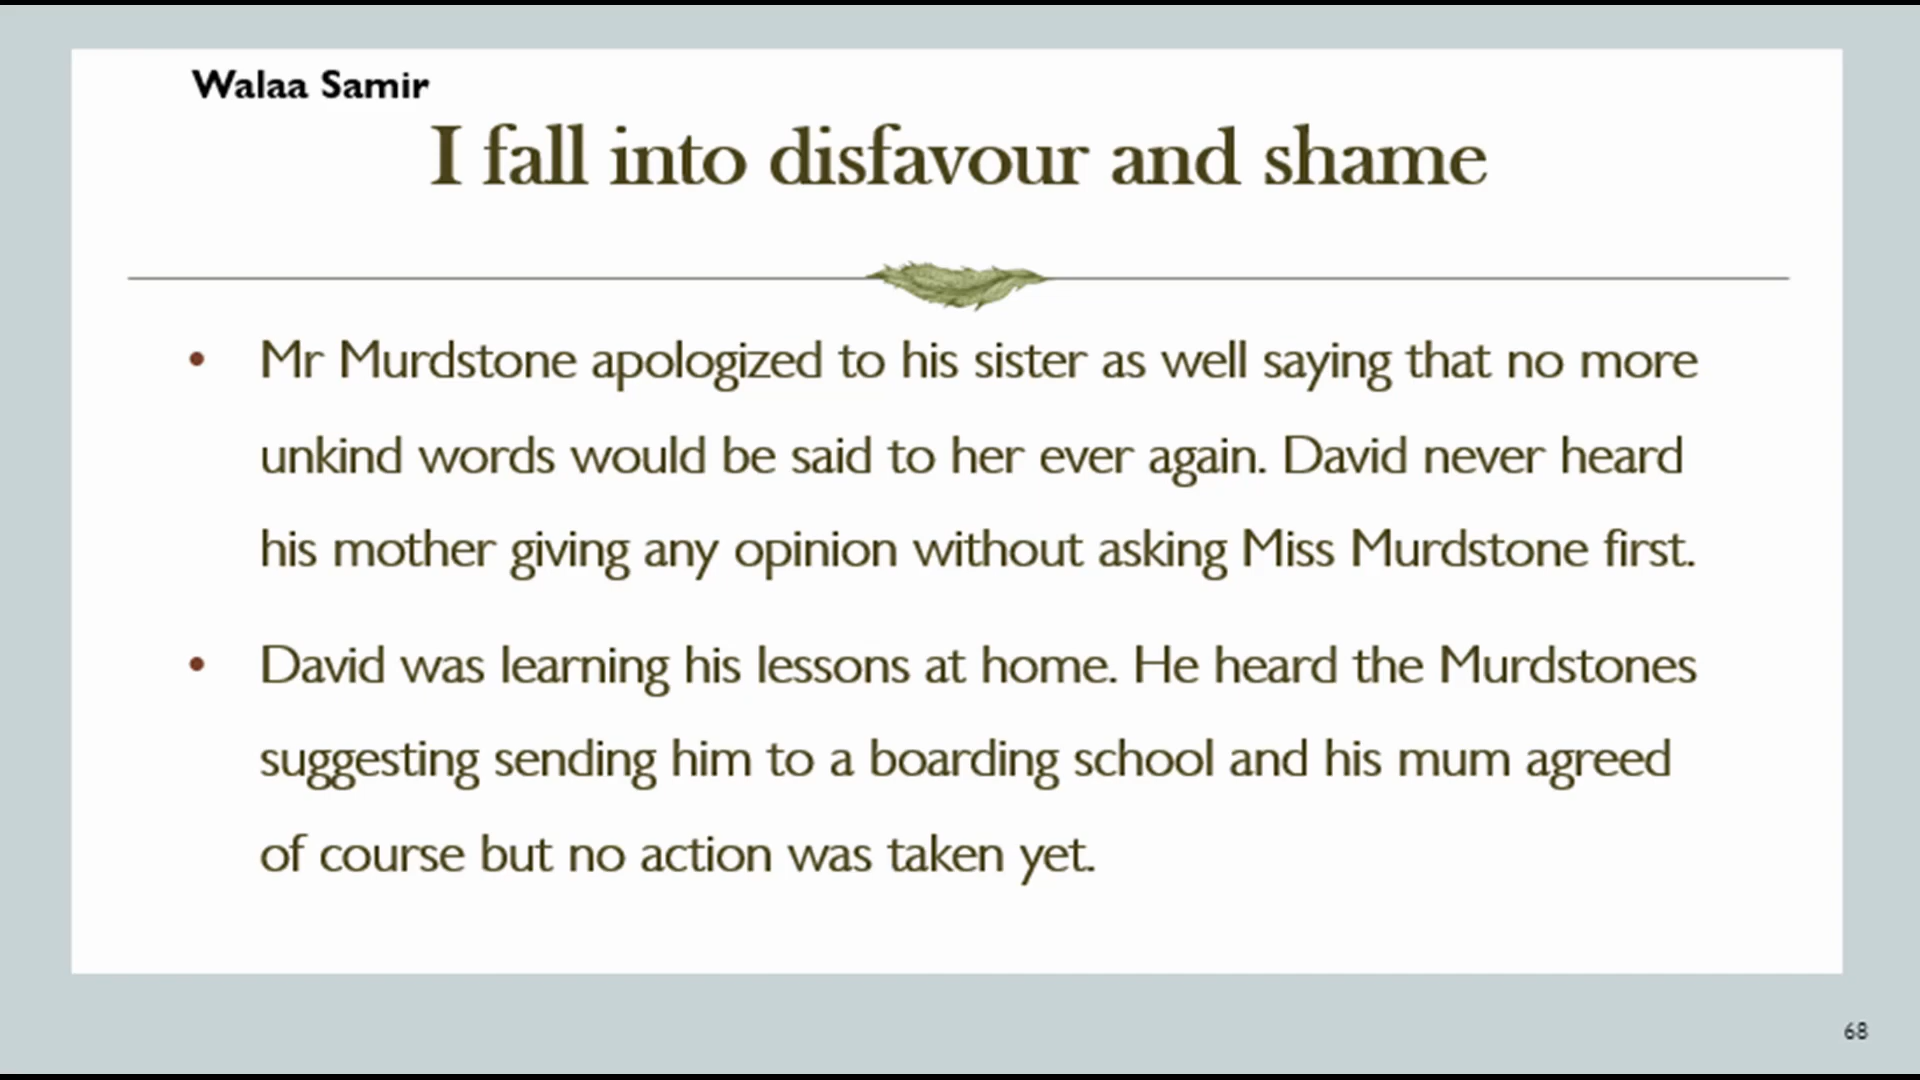 Walaa Samir
I fall into disfavour and shame
• Mr Murdstone apologized to his sister as well saying that no more
unkind words would be said to her ever again. David never heard
his mother giving any opinion without asking Miss Murdstone first.
• David was learning his lessons at home. He heard the Murdstones
suggesting sending him to a boarding school and his mum agreed
of course but no action was taken yet.
68